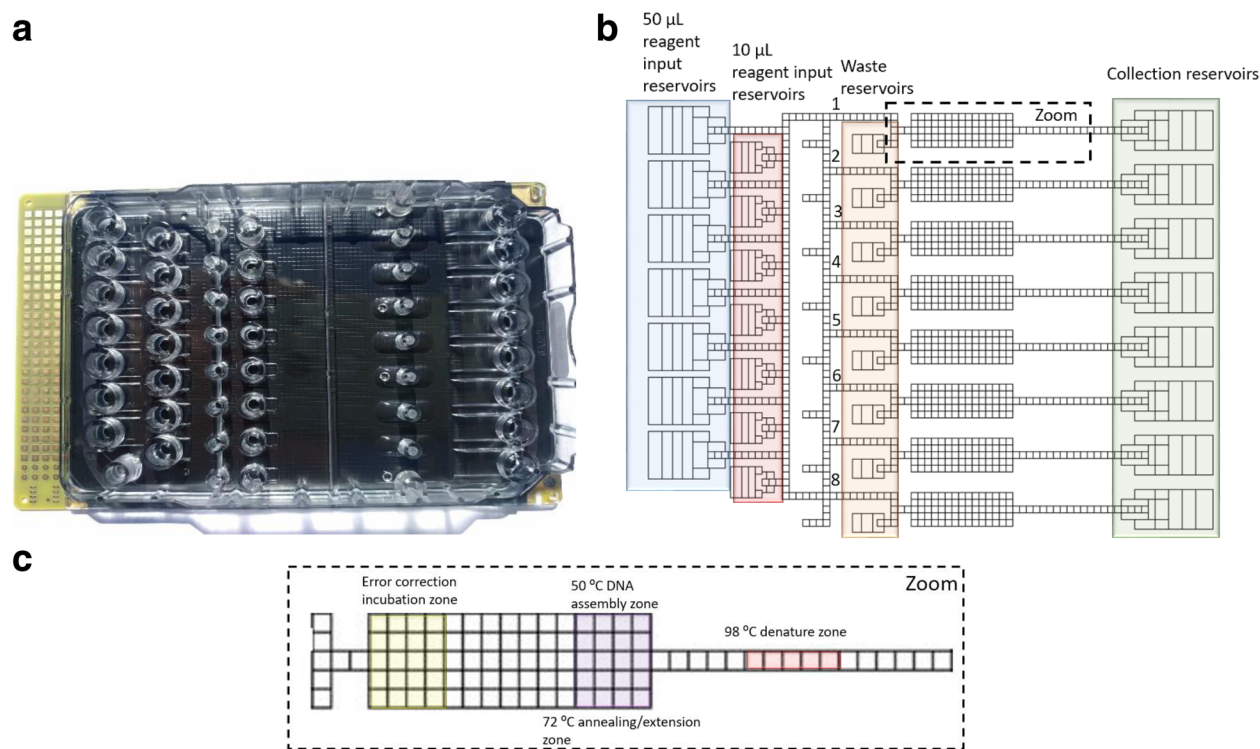 a
b
50 µL
reagent
input
reservoirs
10 µL
reagent input
reservoirs
Waste
reservoirs
Collection reservoirs
1
Zoom
2
3
4
5
6
7
8
c
Error correction
incubation zone
50 °C DNA
assembly zone
Zoom
98 °C denature zone
72 °C annealing/extension
zone